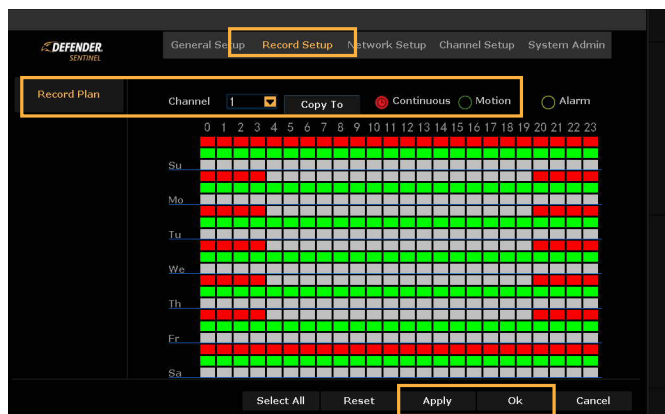 DEFENDER
SENTINEL
General Setup Record Setup Network Setup Channel Setup System Admin
Record Plan
Channel 1 Copy To Continuous Motion Alarm
0 1 2 3 4 5 6 7 8 9 10 11 12 13 14 15 16 17 18 19 20 21 22 23
Su
Mo
Tu
We
Th
Fr
Sa
Select All Reset Apply Ok Cancel